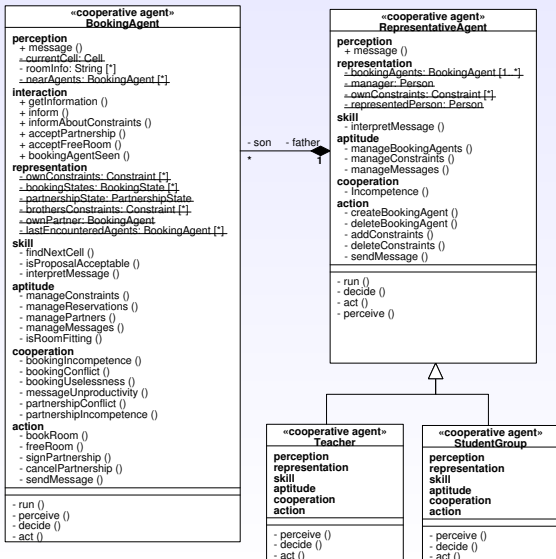 «cooperative agent»
BookingAgent
perception
+ message ()
- currentCell: Cell
- roomInfo: String [*]
- nearAgents: BookingAgent [*]
interaction
+ getInformation ()
+ inform ()
+ informAboutConstraints ()
+ acceptPartnership ()
+ acceptFreeRoom ()
+ bookingAgentSeen ()
representation
- ownConstraints: Constraint [*]
- bookingStates: BookingState [*]
- partnershipState: PartnershipState
- brothersConstraints: Constraint [*]
- ownPartner: BookingAgent
- lastEncounteredAgents: BookingAgent [*]
skill
- findNextCell ()
- isProposalAcceptable ()
- interpretMessage ()
aptitude
- manageConstraints ()
- manageReservations ()
- managePartners ()
- manageMessages ()
- isRoomFitting ()
cooperation
- bookingIncompetence ()
- bookingConflict ()
- bookingUselessness ()
- messageUnproductivity ()
- partnershipConflict ()
- partnershipIncompetence ()
action
- bookRoom ()
- freeRoom ()
- signPartnership ()
- cancelPartnership ()
- sendMessage ()
- run ()
- perceive ()
- decide ()
- act ()
- son - father
* 1
«cooperative agent»
RepresentativeAgent
perception
+ message ()
representation
- bookingAgents: BookingAgent [1..*]
- manager: Person
- ownConstraints: Constraint [*]
- representedPerson: Person
skill
- interpretMessage ()
aptitude
- manageBookingAgents ()
- manageConstraints ()
- manageMessages ()
cooperation
- Incompetence ()
action
- createBookingAgent ()
- deleteBookingAgent ()
- addConstraints ()
- deleteConstraints ()
- sendMessage ()
- run ()
- decide ()
- act ()
- perceive ()
«cooperative agent»
Teacher
perception
representation
skill
aptitude
cooperation
action
- perceive ()
- decide ()
- act ()
«cooperative agent»
StudentGroup
perception
representation
skill
aptitude
cooperation
action
- perceive ()
- decide ()
- act ()